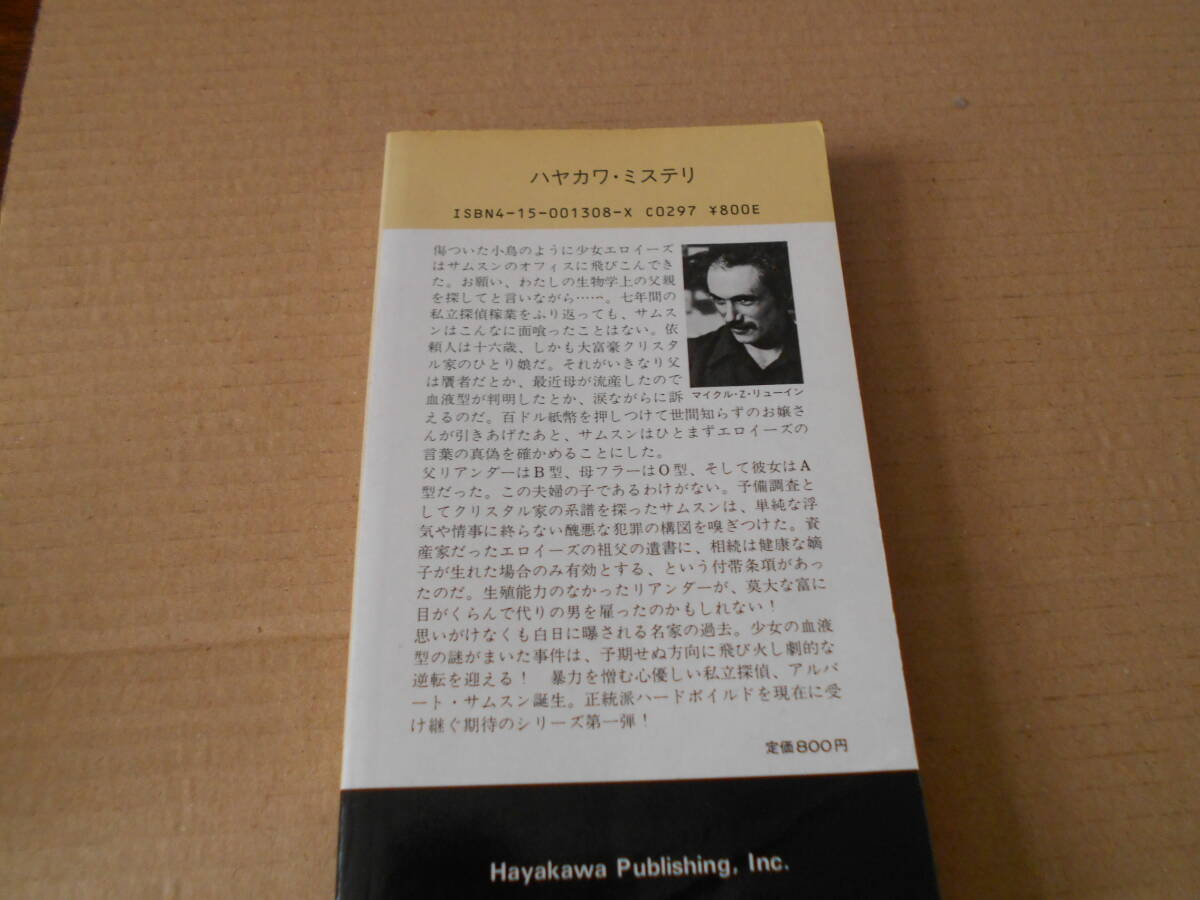 ハヤカワ・ミステリ
ISBN4-15-001308-X C0297 ¥800E
傷ついた小鳥のように少女エロイーズ
はサムスンのオフィスに飛びこんでき
た。お願い、わたしの生物学上の父親
を探してと言いながら……。七年間の
私立探偵稼業をふり返っても、サムス
ンはこんなに面喰ったことはない。依
頼人は十六歳、しかも大富豪クリスタ
ル家のひとり娘だ。それがいきなり父
は贋者だとか、最近母が流産したので
血液型が判明したとか、涙ながらに訴
マイクル・Z・リューイン
えるのだ。百ドル紙幣を押しつけて世間知らずのお嬢さ
んが引きあげたあと、サムスンはひとまずエロイーズの
言葉の真偽を確かめることにした。
父リアンダーはB型、母フラーはO型、そして彼女はA
型だった。この夫婦の子であるわけがない。予備調査と
してクリスタル家の系譜を探ったサムスンは、単純な浮
気や情事に終らない醜悪な犯罪の構図を嗅ぎつけた。資
産家だったエロイーズの祖父の遺書に、相続は健康な嫡
子が生れた場合のみ有効とする、という付帯条項があっ
たのだ。生殖能力のなかったリアンダーが、莫大な富に
目がくらんで代りの男を雇ったのかもしれない！
思いがけなくも白日に曝される名家の過去。少女の血液
型の謎がまいた事件は、予期せぬ方向に飛び火し劇的な
逆転を迎える！　暴力を憎む心優しい私立探偵、アルバ
ート・サムスン誕生。正統派ハードボイルドを現在に受
け継ぐ期待のシリーズ第一弾！
定価800円
Hayakawa Publishing, Inc.